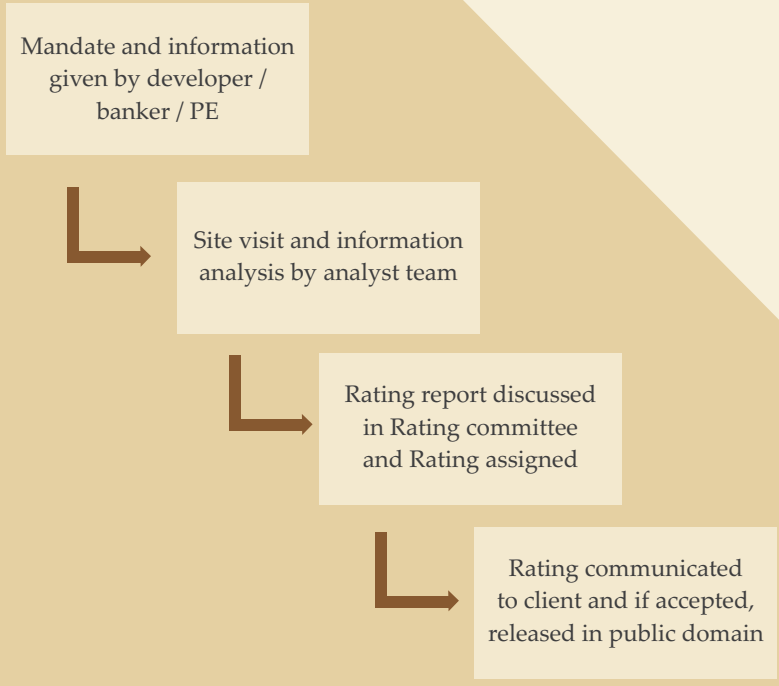 Mandate and information
given by developer /
banker / PE
Site visit and information
analysis by analyst team
Rating report discussed
in Rating committee
and Rating assigned
Rating communicated
to client and if accepted,
released in public domain